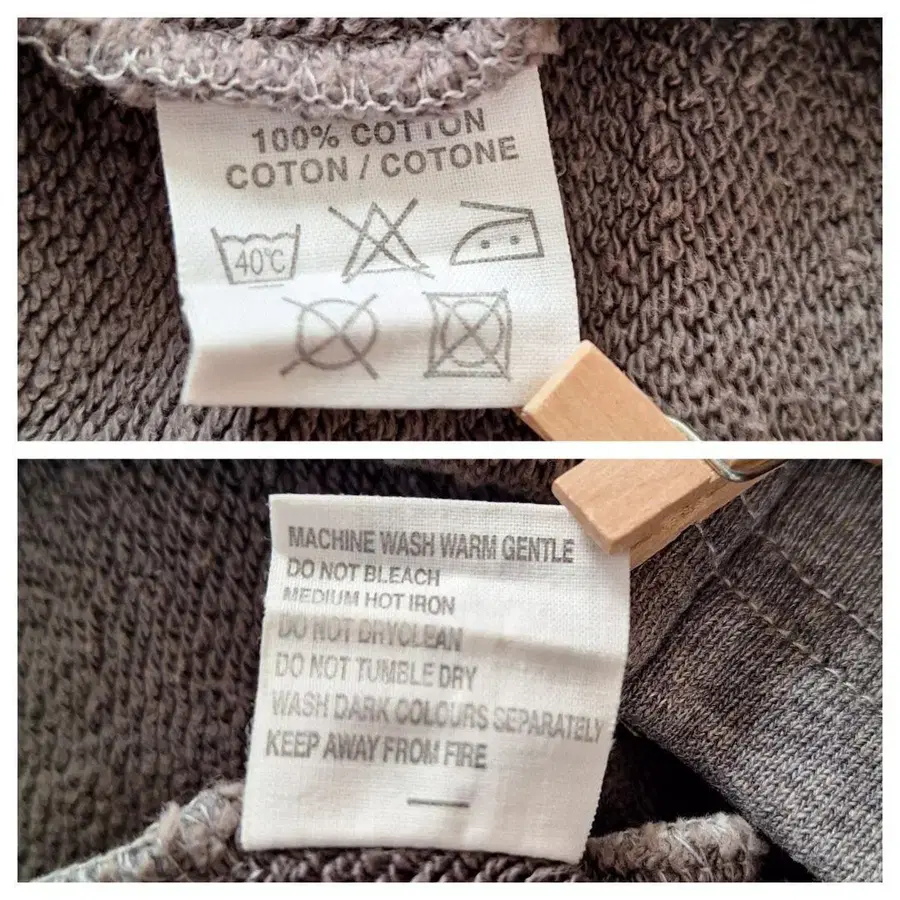 100% COTTON
COTON / COTONE
40°C
MACHINE WASH WARM GENTLE
DO NOT BLEACH
MEDIUM HOT IRON
DO NOT DRYCLEAN
DO NOT TUMBLE DRY
WASH DARK COLOURS SEPARATELY
KEEP AWAY FROM FIRE